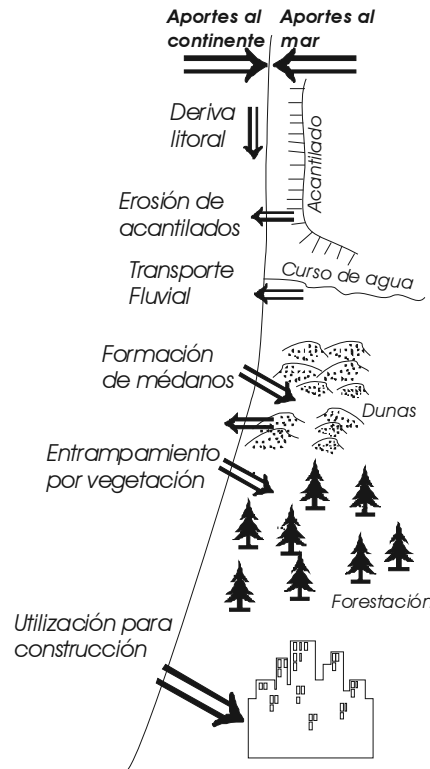 Aportes al
continente
Aportes al
mar
Deriva
litoral
Acantilado
Erosión de
acantilados
Curso de agua
Transporte
Fluvial
Formación
de médanos
Dunas
Entrampamiento
por vegetación
Forestación
Utilización para
construcción